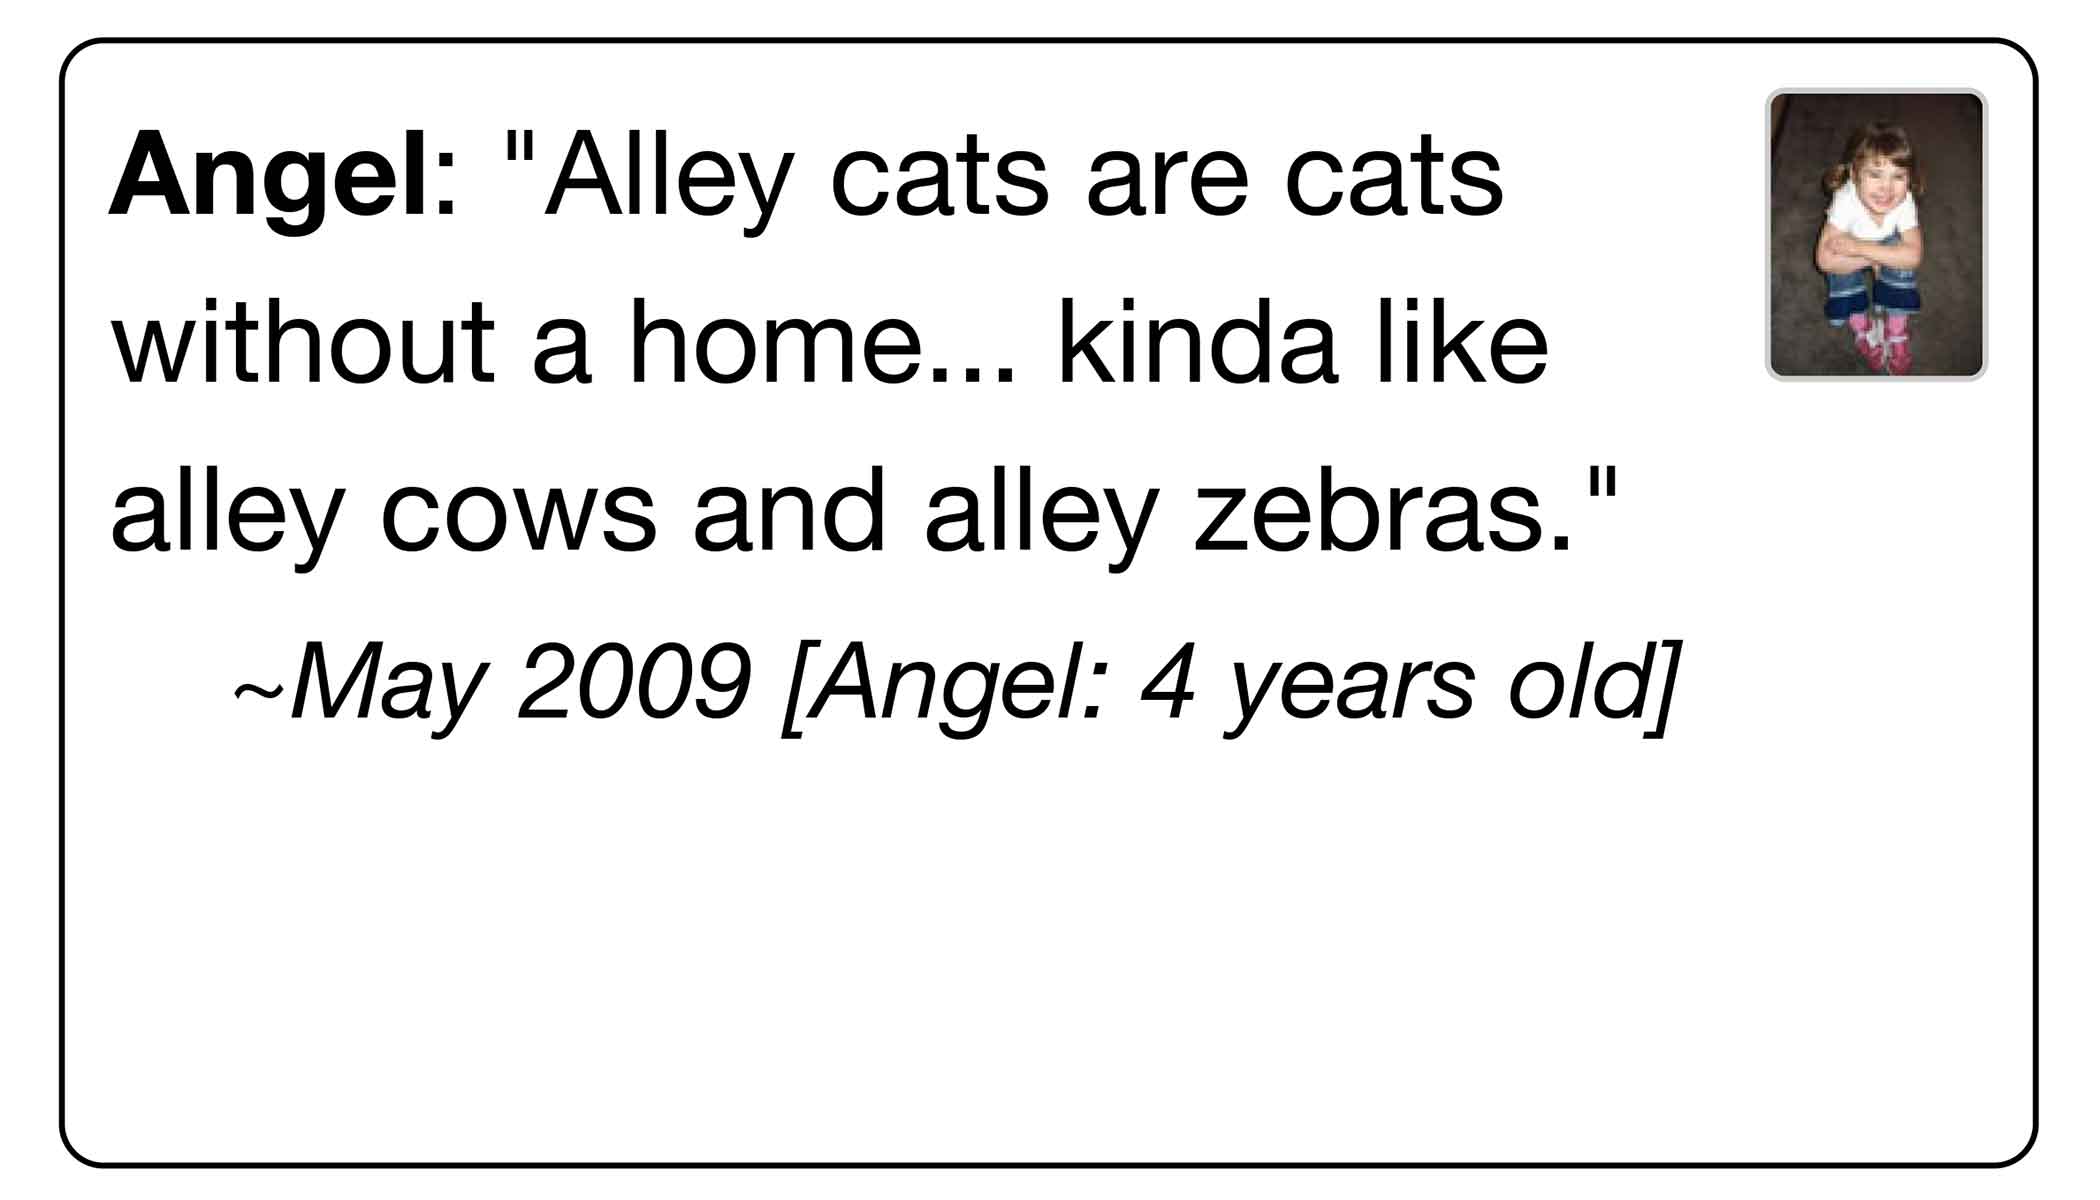 Angel: "Alley cats are cats
without a home... kinda like
alley cows and alley zebras."
~May 2009 [Angel: 4 years old]